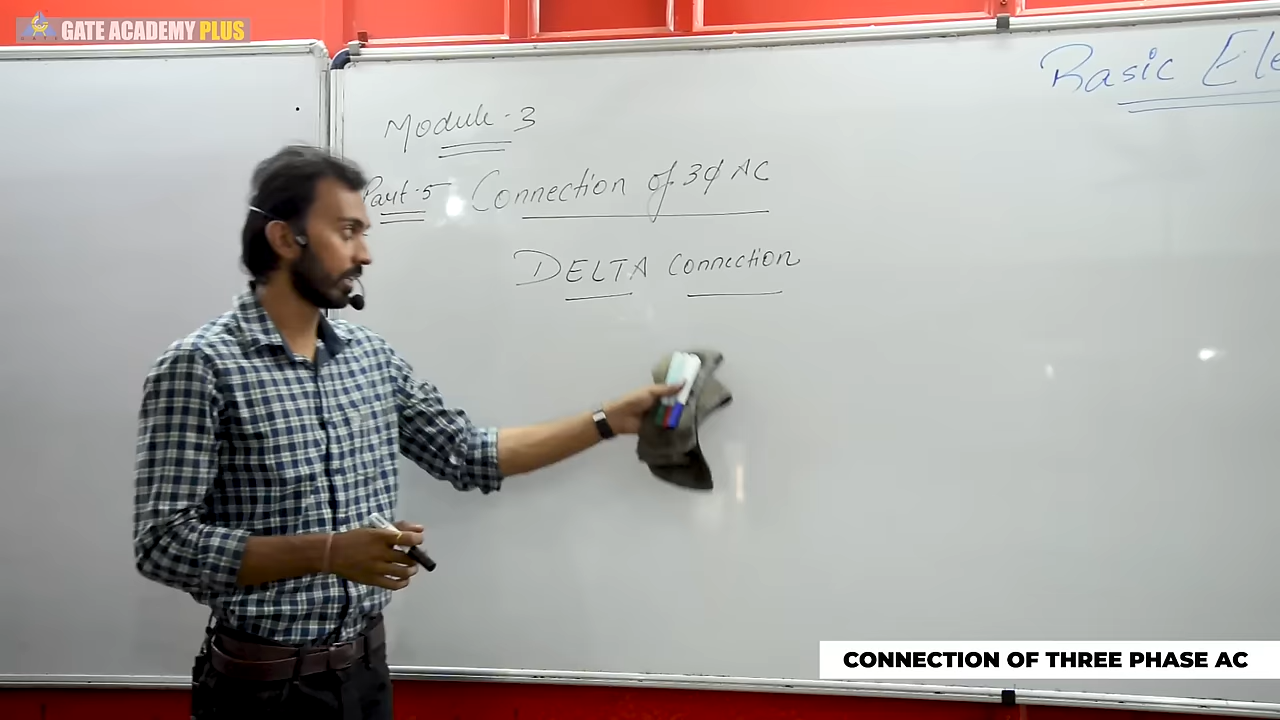 GATE ACADEMY PLUS
Basic Ele
Module - 3
Part-5 Connection of 3ϕ AC
DELTA Connection
CONNECTION OF THREE PHASE AC